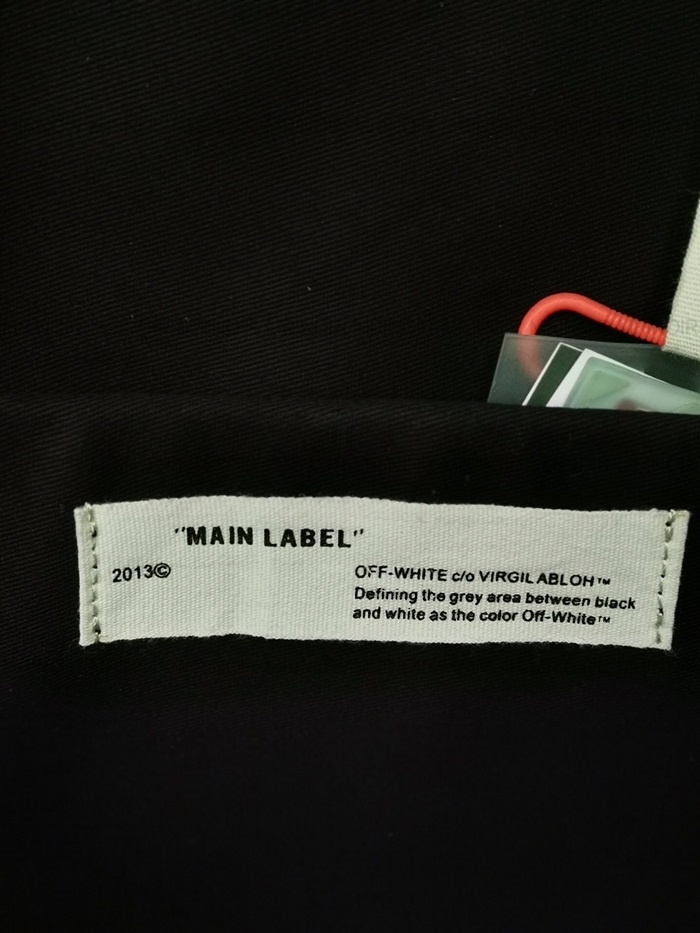 "MAIN LABEL"
2013©
OFF-WHITE c/o VIRGIL ABLOH™
Defining the grey area between black
and white as the color Off-White™